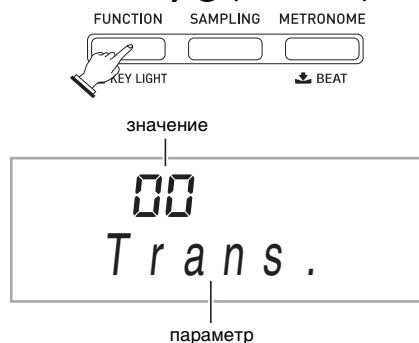 FUNCTION SAMPLING METRONOME
KEY LIGHT BEAT
значение
00
Trans.
параметр